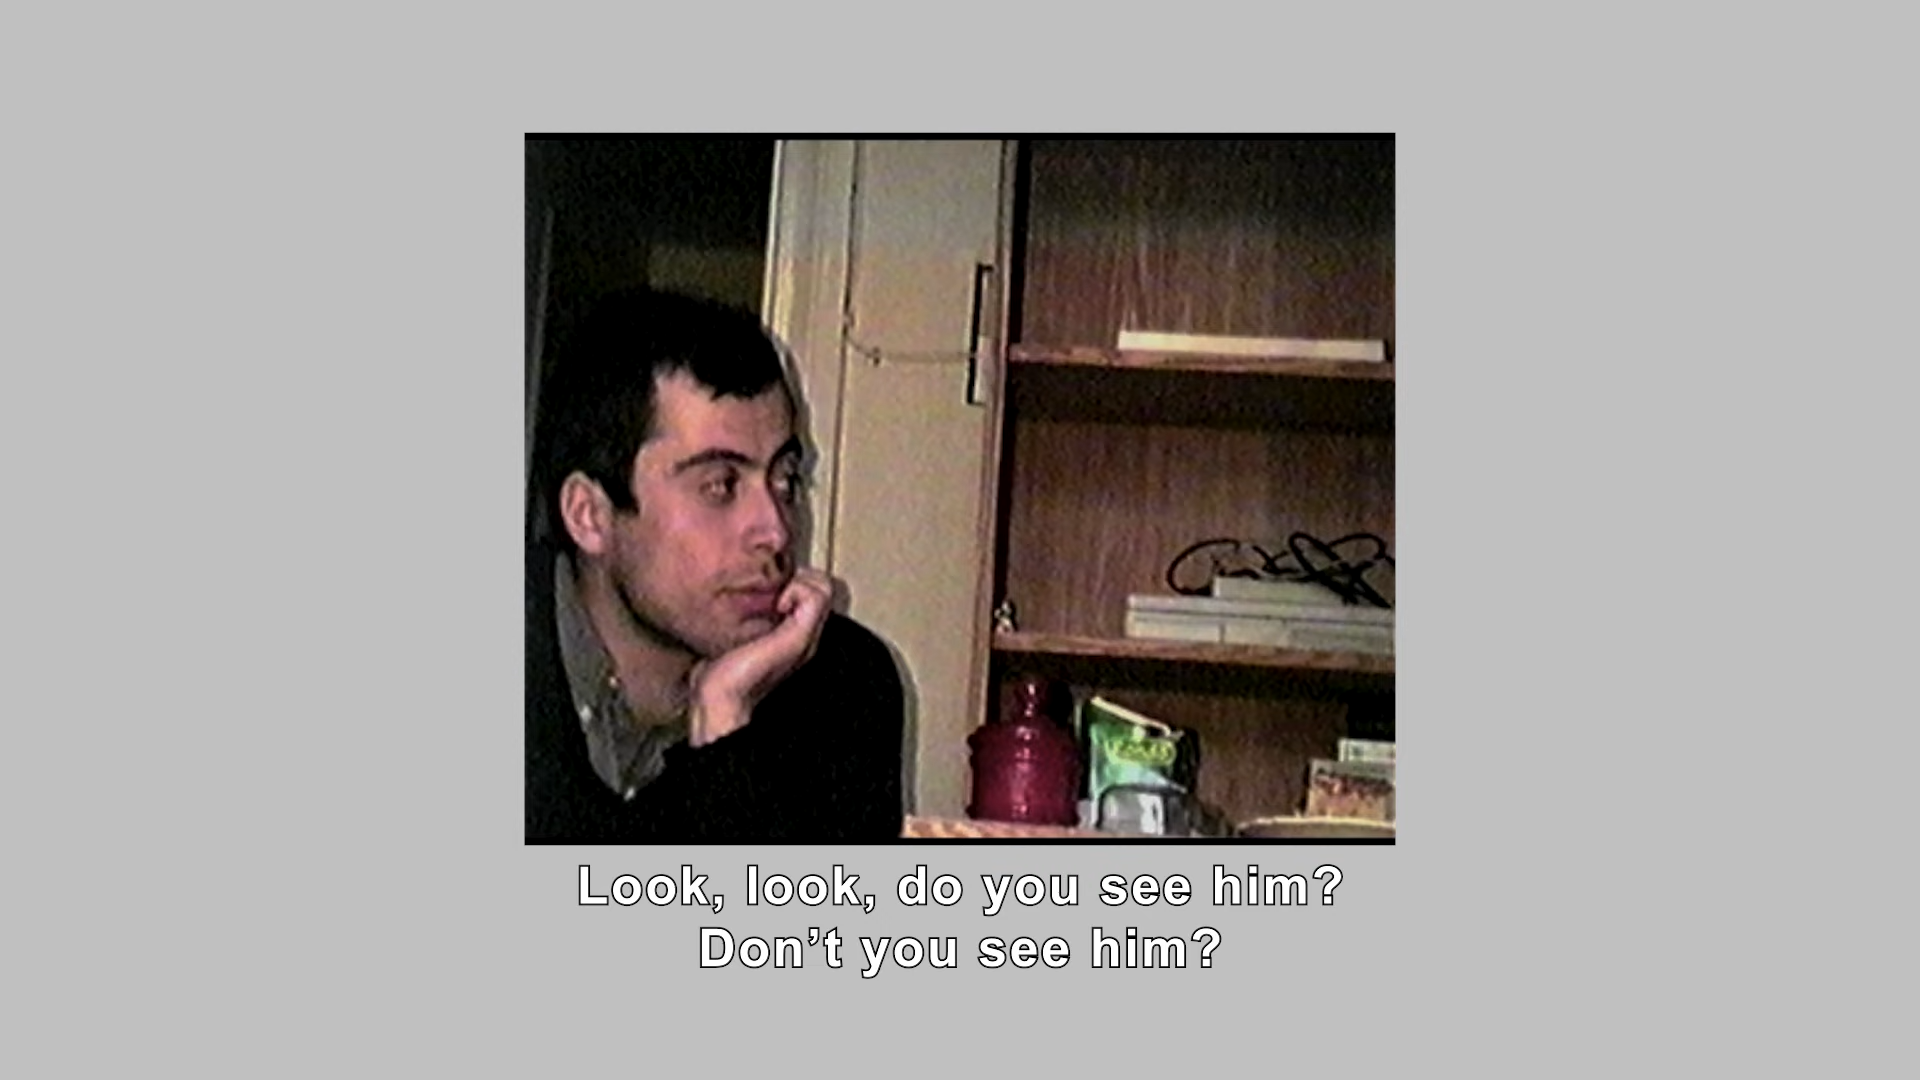 Look, look, do you see him?
Don’t you see him?